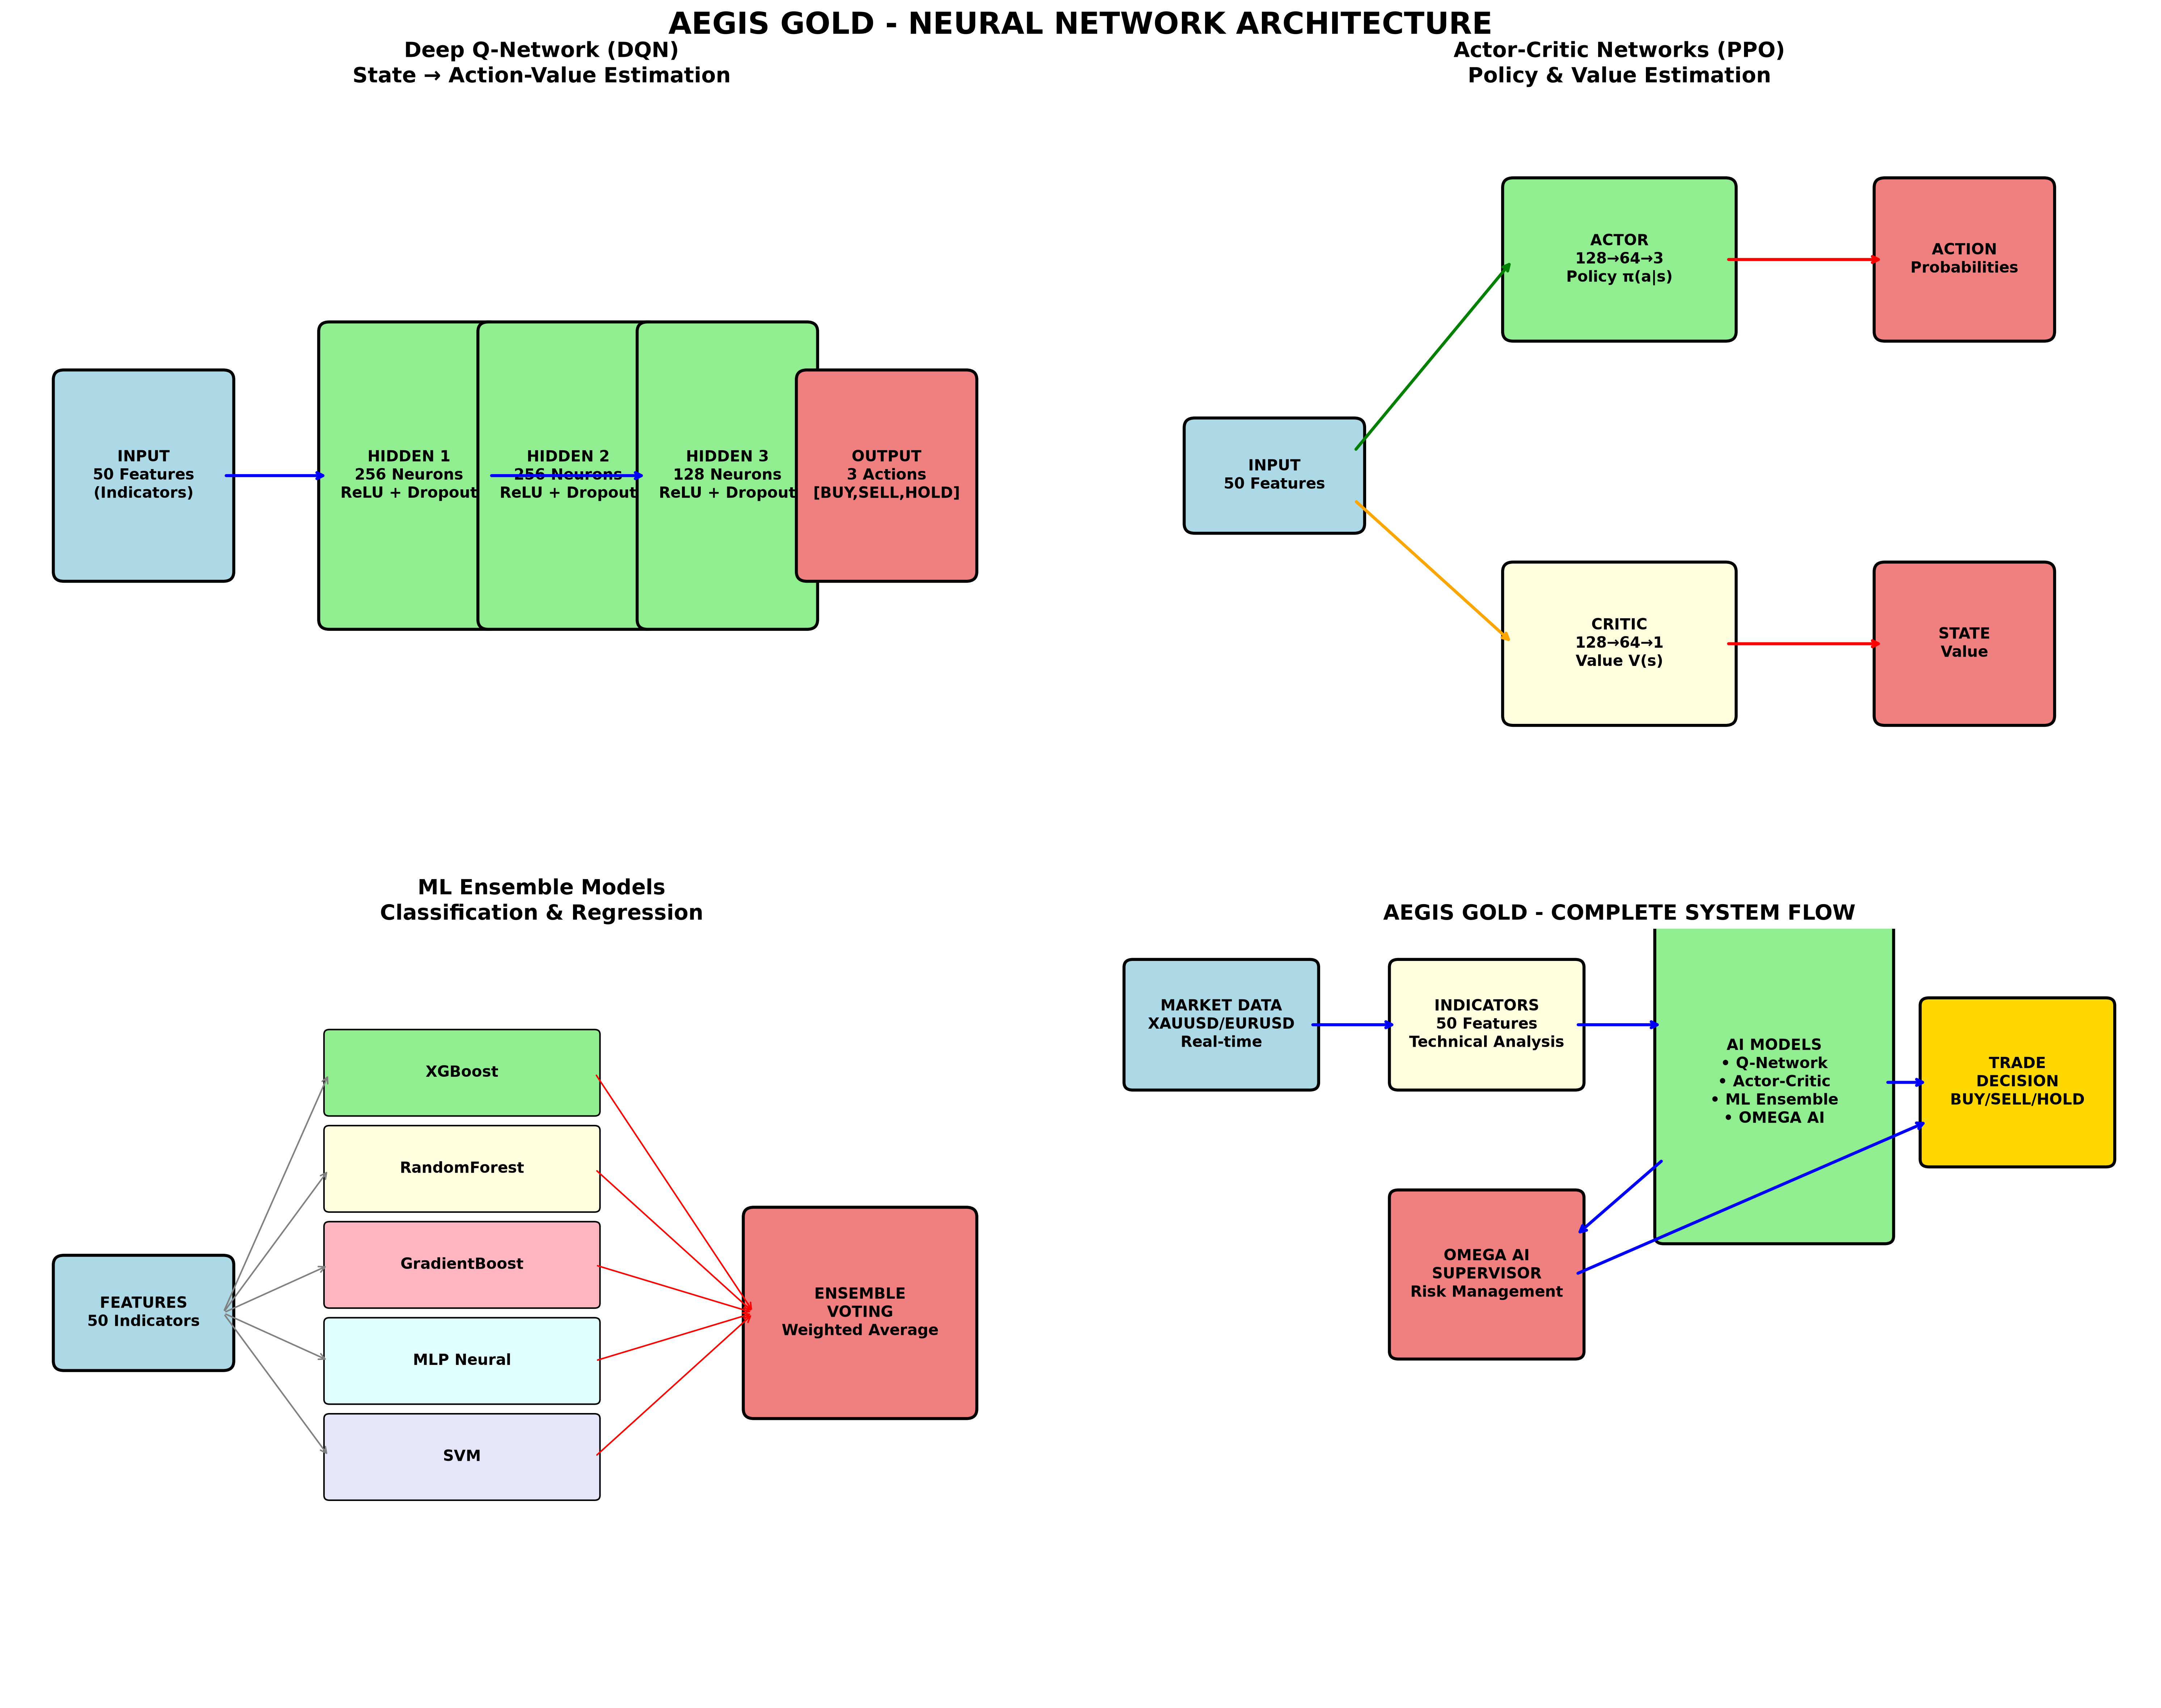 AEGIS GOLD - NEURAL NETWORK ARCHITECTURE
Deep Q-Network (DQN)
State → Action-Value Estimation
INPUT
50 Features
(Indicators)
HIDDEN 1
256 Neurons
ReLU + Dropout
HIDDEN 2
256 Neurons
ReLU + Dropout
HIDDEN 3
128 Neurons
ReLU + Dropout
OUTPUT
3 Actions
[BUY,SELL,HOLD]
Actor-Critic Networks (PPO)
Policy & Value Estimation
INPUT
50 Features
ACTOR
128→64→3
Policy π(a|s)
ACTION
Probabilities
CRITIC
128→64→1
Value V(s)
STATE
Value
ML Ensemble Models
Classification & Regression
FEATURES
50 Indicators
XGBoost
RandomForest
GradientBoost
MLP Neural
SVM
ENSEMBLE
VOTING
Weighted Average
AEGIS GOLD - COMPLETE SYSTEM FLOW
MARKET DATA
XAUUSD/EURUSD
Real-time
INDICATORS
50 Features
Technical Analysis
AI MODELS
• Q-Network
• Actor-Critic
• ML Ensemble
• OMEGA AI
TRADE
DECISION
BUY/SELL/HOLD
OMEGA AI
SUPERVISOR
Risk Management